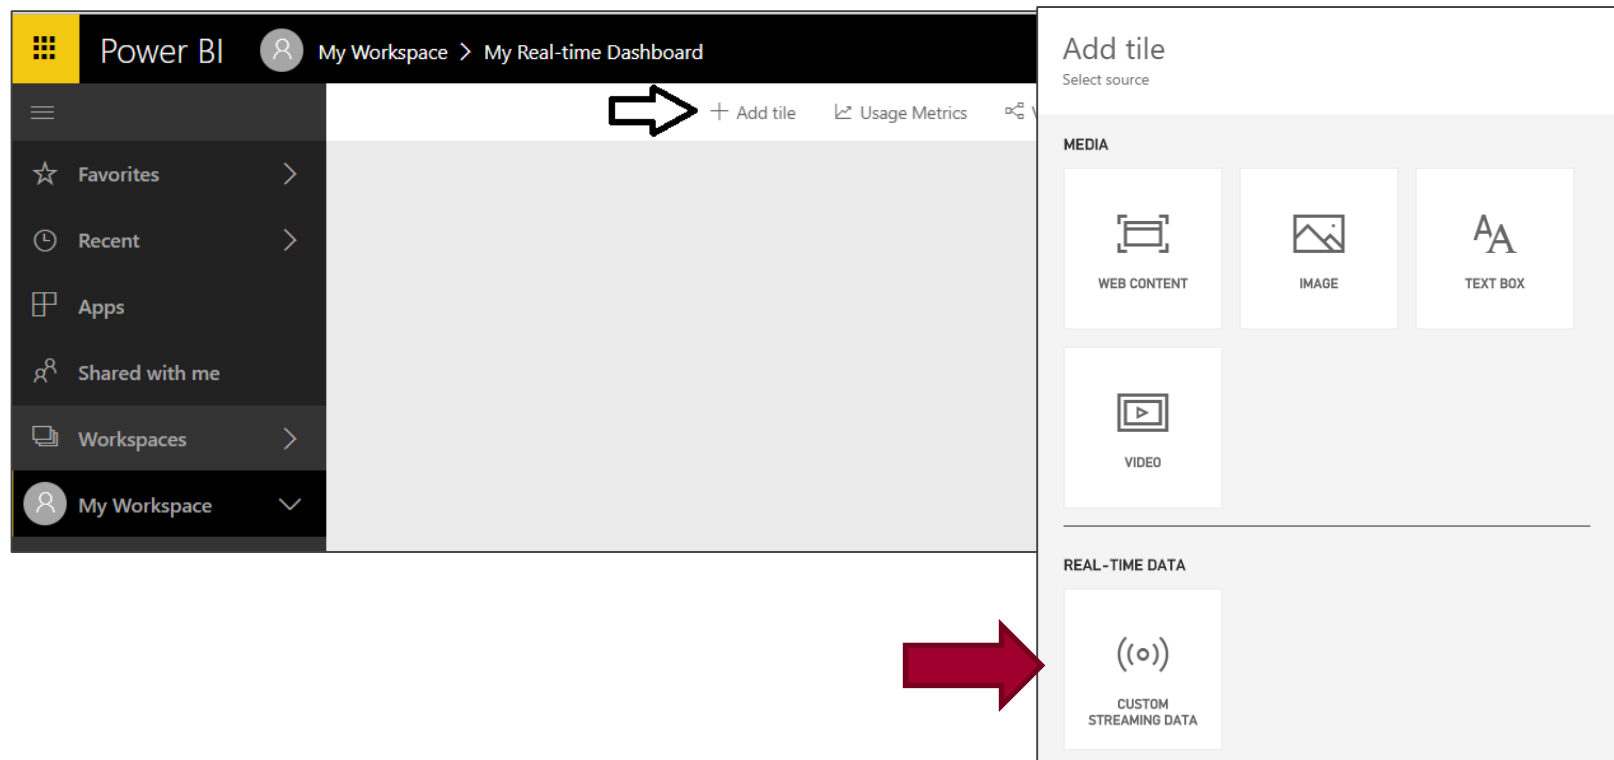 Power BI
My Workspace > My Real-time Dashboard
+ Add tile
Usage Metrics
Favorites
Recent
Apps
Shared with me
Workspaces
My Workspace
Add tile
Select source
MEDIA
WEB CONTENT
IMAGE
TEXT BOX
VIDEO
REAL-TIME DATA
CUSTOM
STREAMING DATA